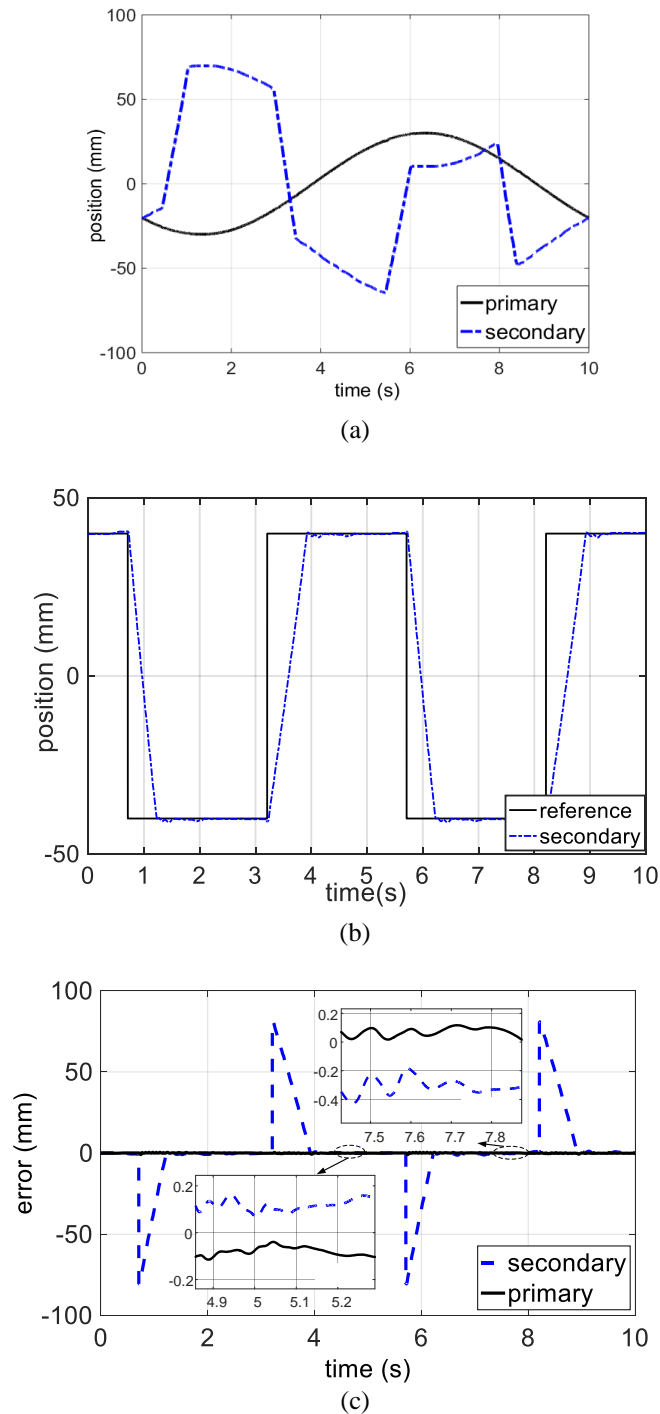 100
50
0
-50
-100
position (mm)
primary
secondary
0 2 4 6 8 10
time (s)
(a)
50
0
-50
position (mm)
reference
secondary
0 1 2 3 4 5 6 7 8 9 10
time(s)
(b)
100
50
0
-50
-100
error (mm)
0.2
0
-0.2
-0.4
7.5 7.6 7.7 7.8
0.2
0
-0.2
4.9 5 5.1 5.2
secondary
primary
0 2 4 6 8 10
time (s)
(c)